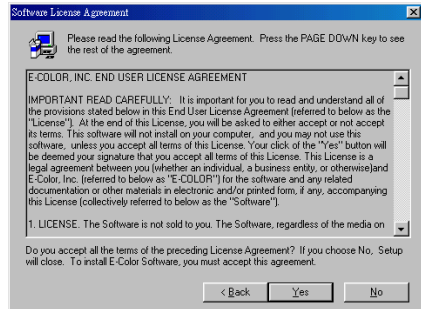 Software License Agreement
Please read the following License Agreement. Press the PAGE DOWN key to see
the rest of the agreement.
E-COLOR, INC. END USER LICENSE AGREEMENT
IMPORTANT READ CAREFULLY: It is important for you to read and understand all of
the provisions stated below in this End User License Agreement (referred to below as the
"License"). At the end of this License, you will be asked to either accept or not accept
its terms. This software will not install on your computer, and you may not use this
software, unless you accept all terms of this License. Your click of the "Yes" button will
be deemed your signature that you accept all terms of this License. This License is a
legal agreement between you (whether an individual, a business entity, or otherwise)and
E-Color, Inc. (referred to below as "E-COLOR") for the software and any related
documentation or other materials in electronic and/or printed form, if any, accompanying
this License (collectively referred to below as the "Software").
1. LICENSE. The Software is not sold to you. The Software, regardless of the media on
Do you accept all the terms of the preceding License Agreement? If you choose No, Setup
will close. To install E-Color Software, you must accept this agreement.
< Back
Yes
No